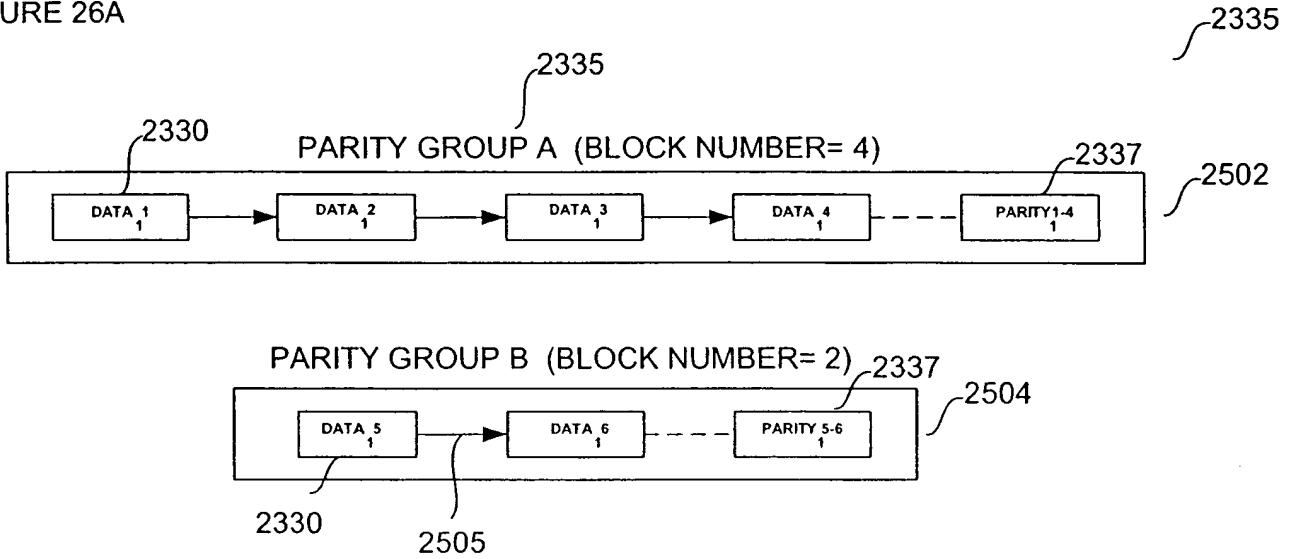 URE 26A
2335
2335
2330
PARITY GROUP A (BLOCK NUMBER= 4)
2337
2502
DATA 1
1
DATA 2
1
DATA 3
1
DATA 4
1
PARITY 1-4
1
PARITY GROUP B (BLOCK NUMBER= 2)
2337
2504
DATA 5
1
DATA 6
1
PARITY 5-6
1
2330
2505